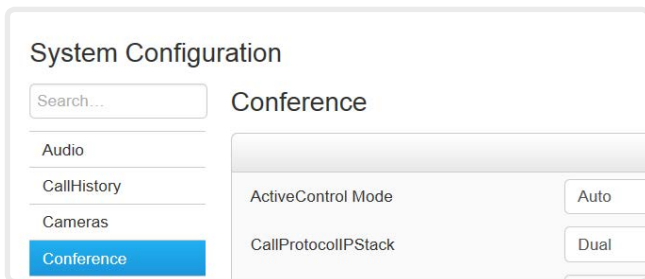 System Configuration
Search...
Conference
Audio
CallHistory
Cameras
Conference
ActiveControl Mode
Auto
CallProtocolIPStack
Dual